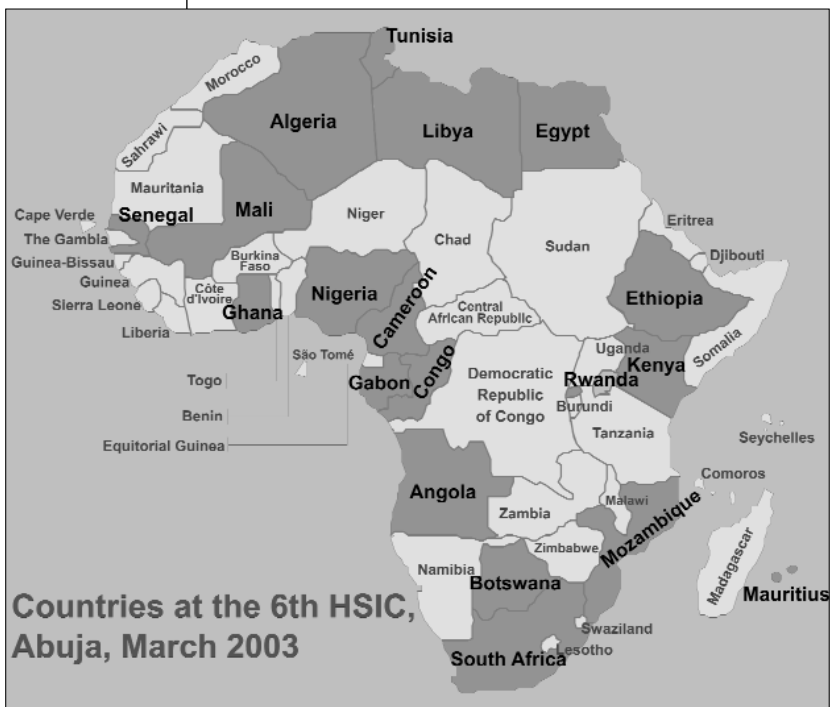 Tunisia
Morocco
Algeria
Libya
Egypt
Sahrawi
Mauritania
Cape Verde
Senegal
Mali
Niger
Chad
Sudan
Eritrea
The Gambia
Djibouti
Guinea-Bissau
Burkina
Faso
Guinea
Côte
d'Ivoire
Nigeria
Cameroon
Ethiopia
Sierra Leone
Ghana
Central
African Republic
Somalia
Liberia
São Tomé
Uganda
Togo
Gabon
Congo
Democratic
Republic
of Congo
Rwanda
Kenya
Burundi
Benin
Tanzania
Seychelles
Equitorial Guinea
Comoros
Angola
Zambia
Malawi
Mozambique
Zimbabwe
Madagascar
Namibia
Botswana
Mauritius
Countries at the 6th HSIC,
Abuja, March 2003
Swaziland
Lesotho
South Africa